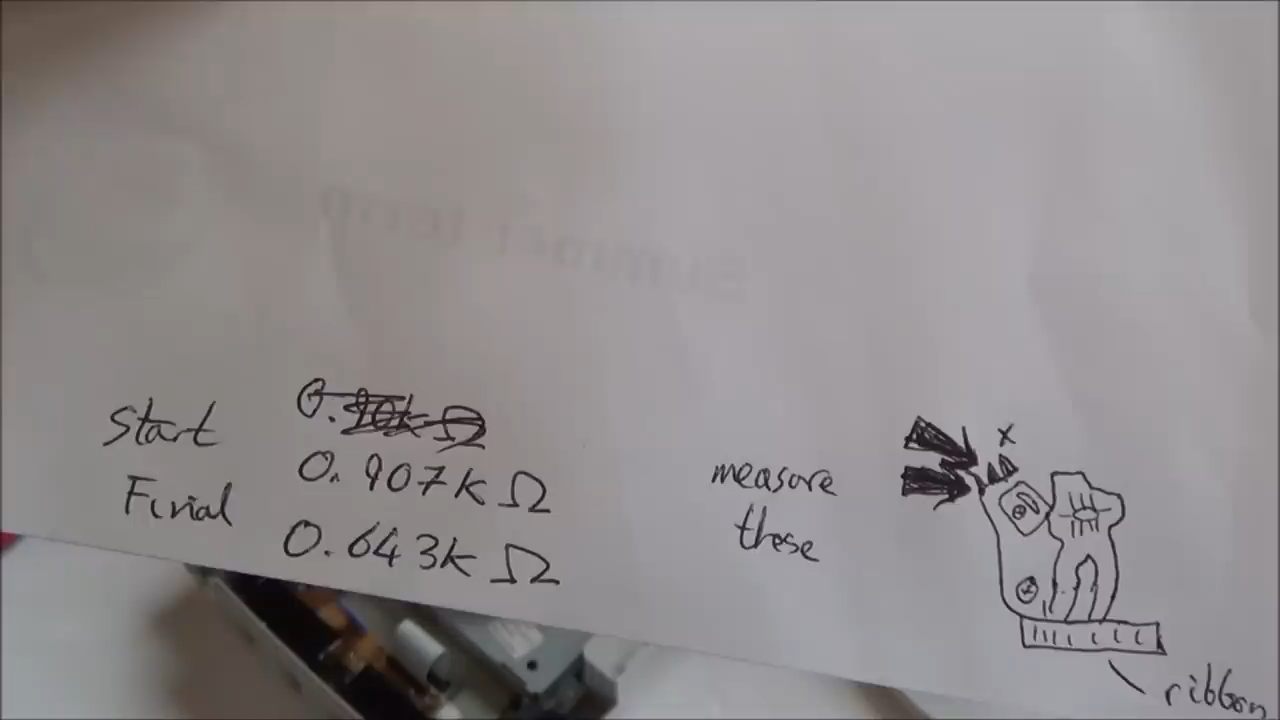 Start
0.907kΩ
Final
0.643kΩ
measure
these
x
ribbon